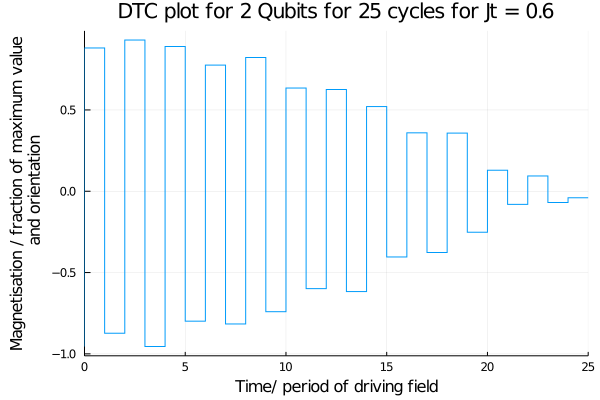 DTC plot for 2 Qubits for 25 cycles for Jt = 0.6
Magnetisation / fraction of maximum value
and orientation
0.5
0.0
−0.5
−1.0
0 5 10 15 20 25
Time/ period of driving field